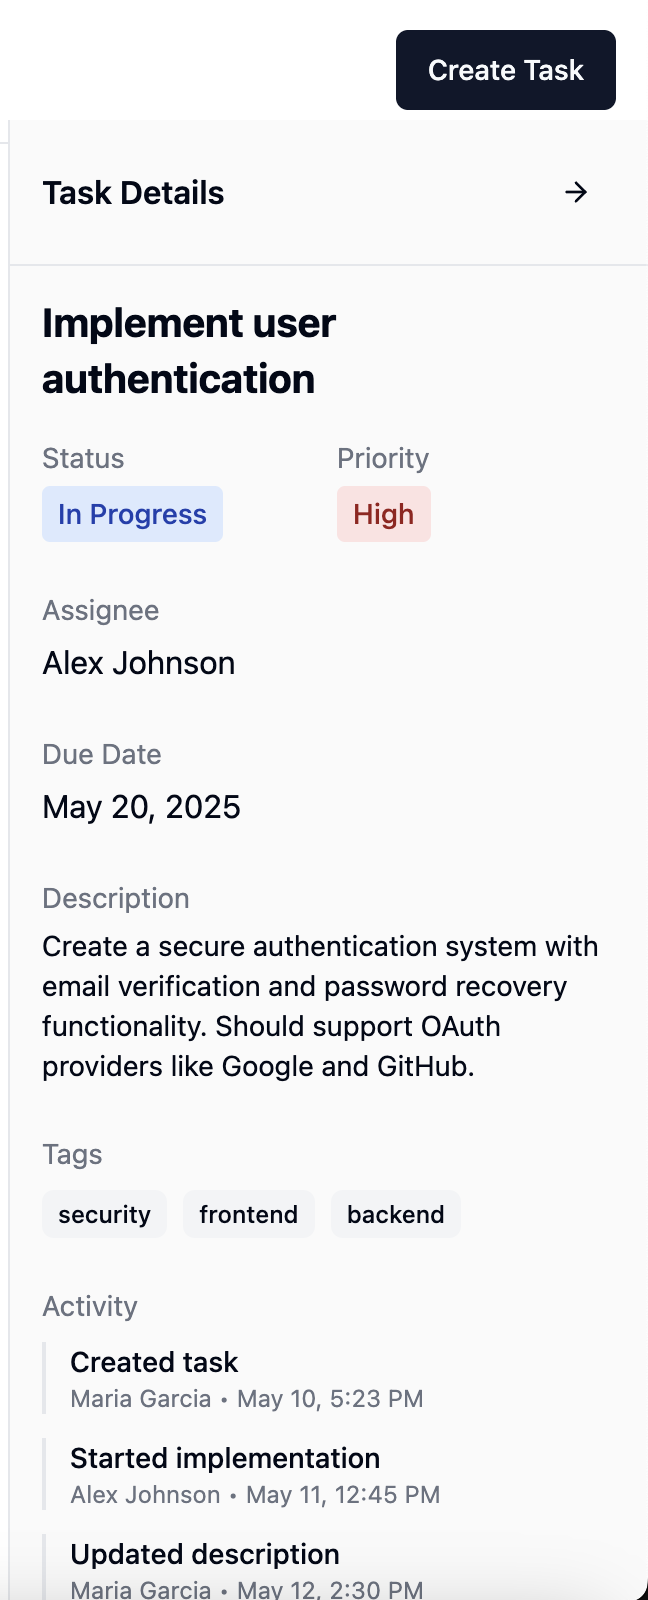 Create Task
Task Details
Implement user
authentication
Status
Priority
In Progress
High
Assignee
Alex Johnson
Due Date
May 20, 2025
Description
Create a secure authentication system with
email verification and password recovery
functionality. Should support OAuth
providers like Google and GitHub.
Tags
security frontend backend
Activity
Created task
Maria Garcia • May 10, 5:23 PM
Started implementation
Alex Johnson • May 11, 12:45 PM
Updated description
Maria Garcia • May 12, 2:30 PM